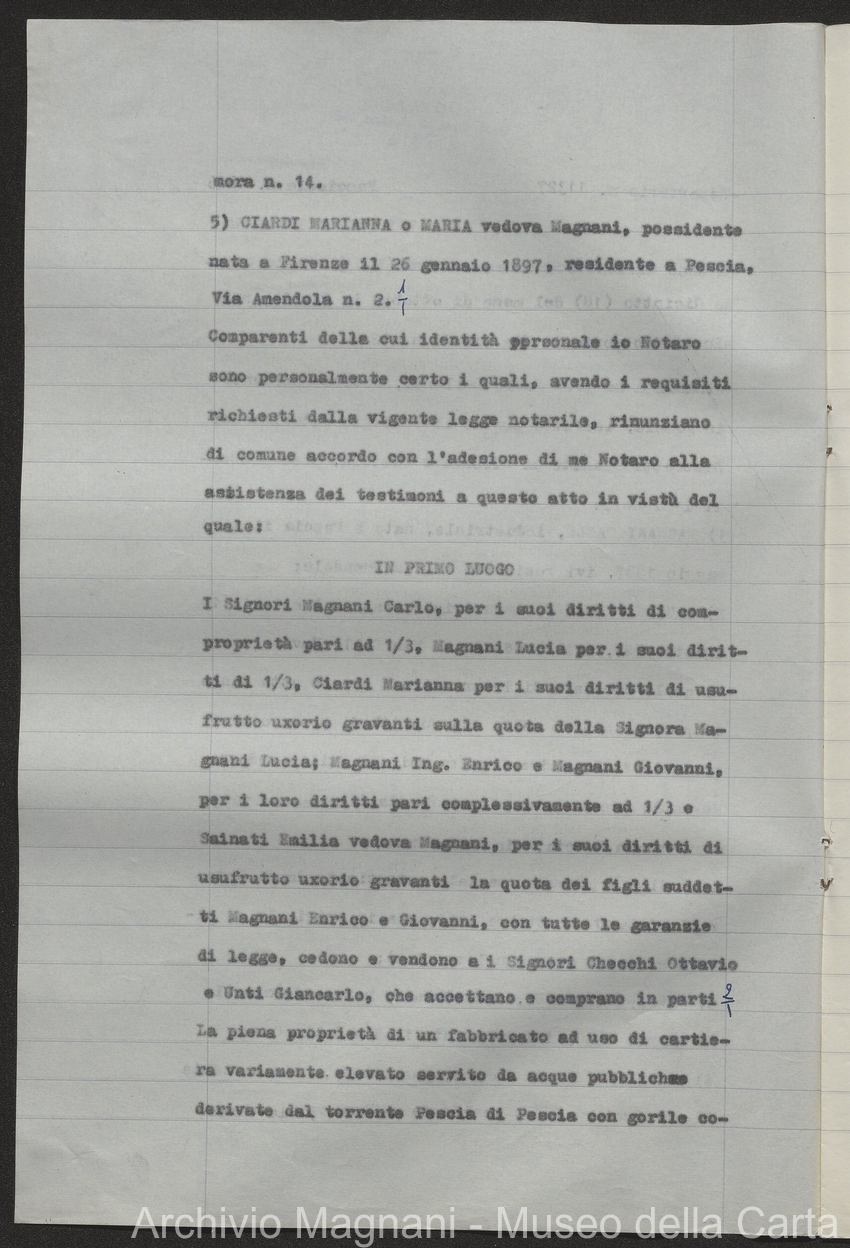 mora n. 14.
5) CIARDI MARIANNA o MARIA vedova Magnani, possidente
nata a Firenze il 26 gennaio 1897, residente a Pescia,
Via Amendola n. 2. 1/1
Comparenti della cui identità pprsonale io Notaro
sono personalmente certo i quali, avendo i requisiti
richiesti dalla vigente legge notarile, rinunziano
di comune accordo con l'adesione di me Notaro alla
assistenza dei testimoni a questo atto in vistù del
quale:
IN PRIMO LUOGO
I Signori Magnani Carlo, per i suoi diritti di com-
proprietà pari ad 1/3, Magnani Lucia per i suoi dirit-
ti di 1/3, Ciardi Marianna per i suoi diritti di usu-
frutto uxorio gravanti sulla quota della Signora Ma-
gnani Lucia; Magnani Ing. Enrico e Magnani Giovanni,
per i loro diritti pari complessivamente ad 1/3 e
Sainati Emilia vedova Magnani, per i suoi diritti di
usufrutto uxorio gravanti la quota dei figli suddet-
ti Magnani Enrico e Giovanni, con tutte le garanzie
di legge, cedono e vendono a i Signori Checchi Ottavio
e Unti Giancarlo, che accettano e comprano in parti 2/1
La piena proprietà di un fabbricato ad uso di cartie-
ra variamente elevato servito da acque pubbliche
derivate dal torrente Pescia di Pescia con gorile co-
Archivio Magnani - Museo della Carta